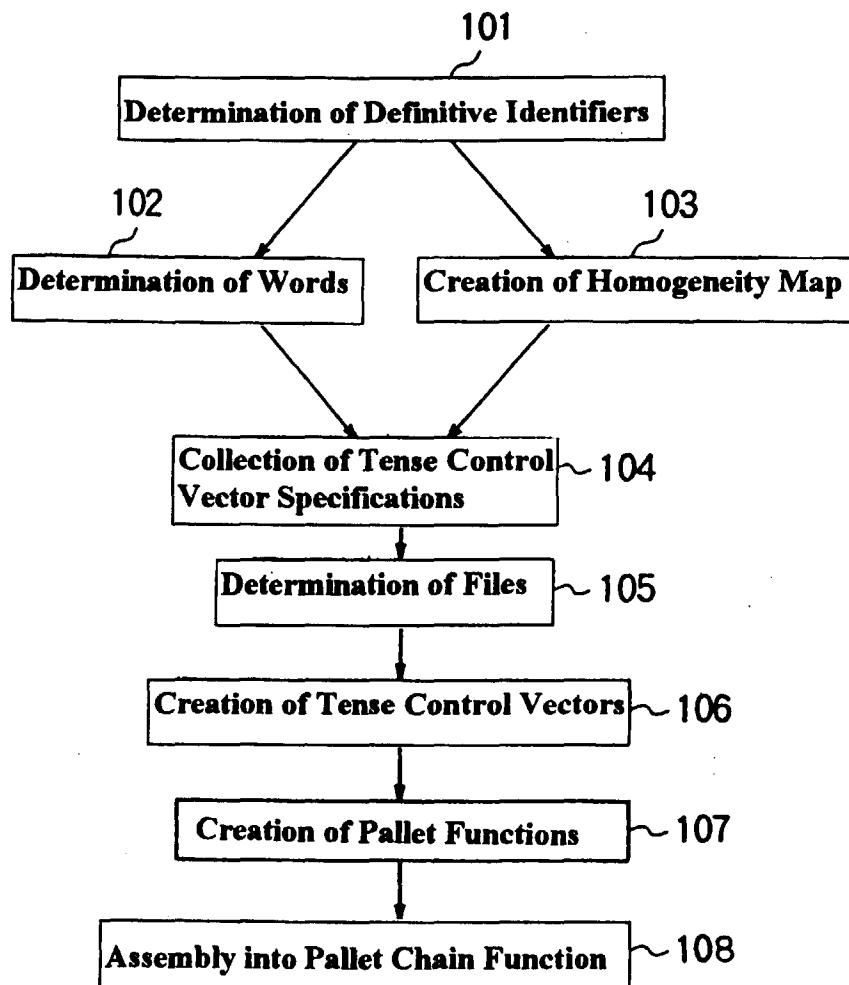 101
Determination of Definitive Identifiers
102
103
Determination of Words
Creation of Homogeneity Map
Collection of Tense Control
Vector Specifications
104
Determination of Files
105
Creation of Tense Control Vectors
106
Creation of Pallet Functions
107
Assembly into Pallet Chain Function
108